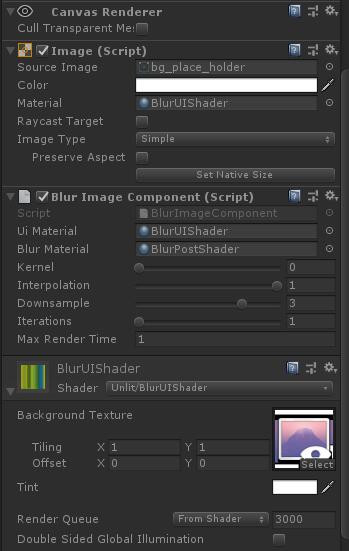 Canvas Renderer
Cull Transparent Mes
Image (Script)
Source Image bg_place_holder
Color
Material BlurUIShader
Raycast Target
Image Type Simple
Preserve Aspect
Set Native Size
Blur Image Component (Script)
Script BlurImageComponent
Ui Material BlurUIShader
Blur Material BlurPostShader
Kernel 0
Interpolation 1
Downsample 3
Iterations 1
Max Render Time 1
BlurUIShader
Shader Unlit/BlurUIShader
Background Texture
Tiling X 1 Y 1
Offset X 0 Y 0
Select
Tint
Render Queue From Shader 3000
Double Sided Global Illumination